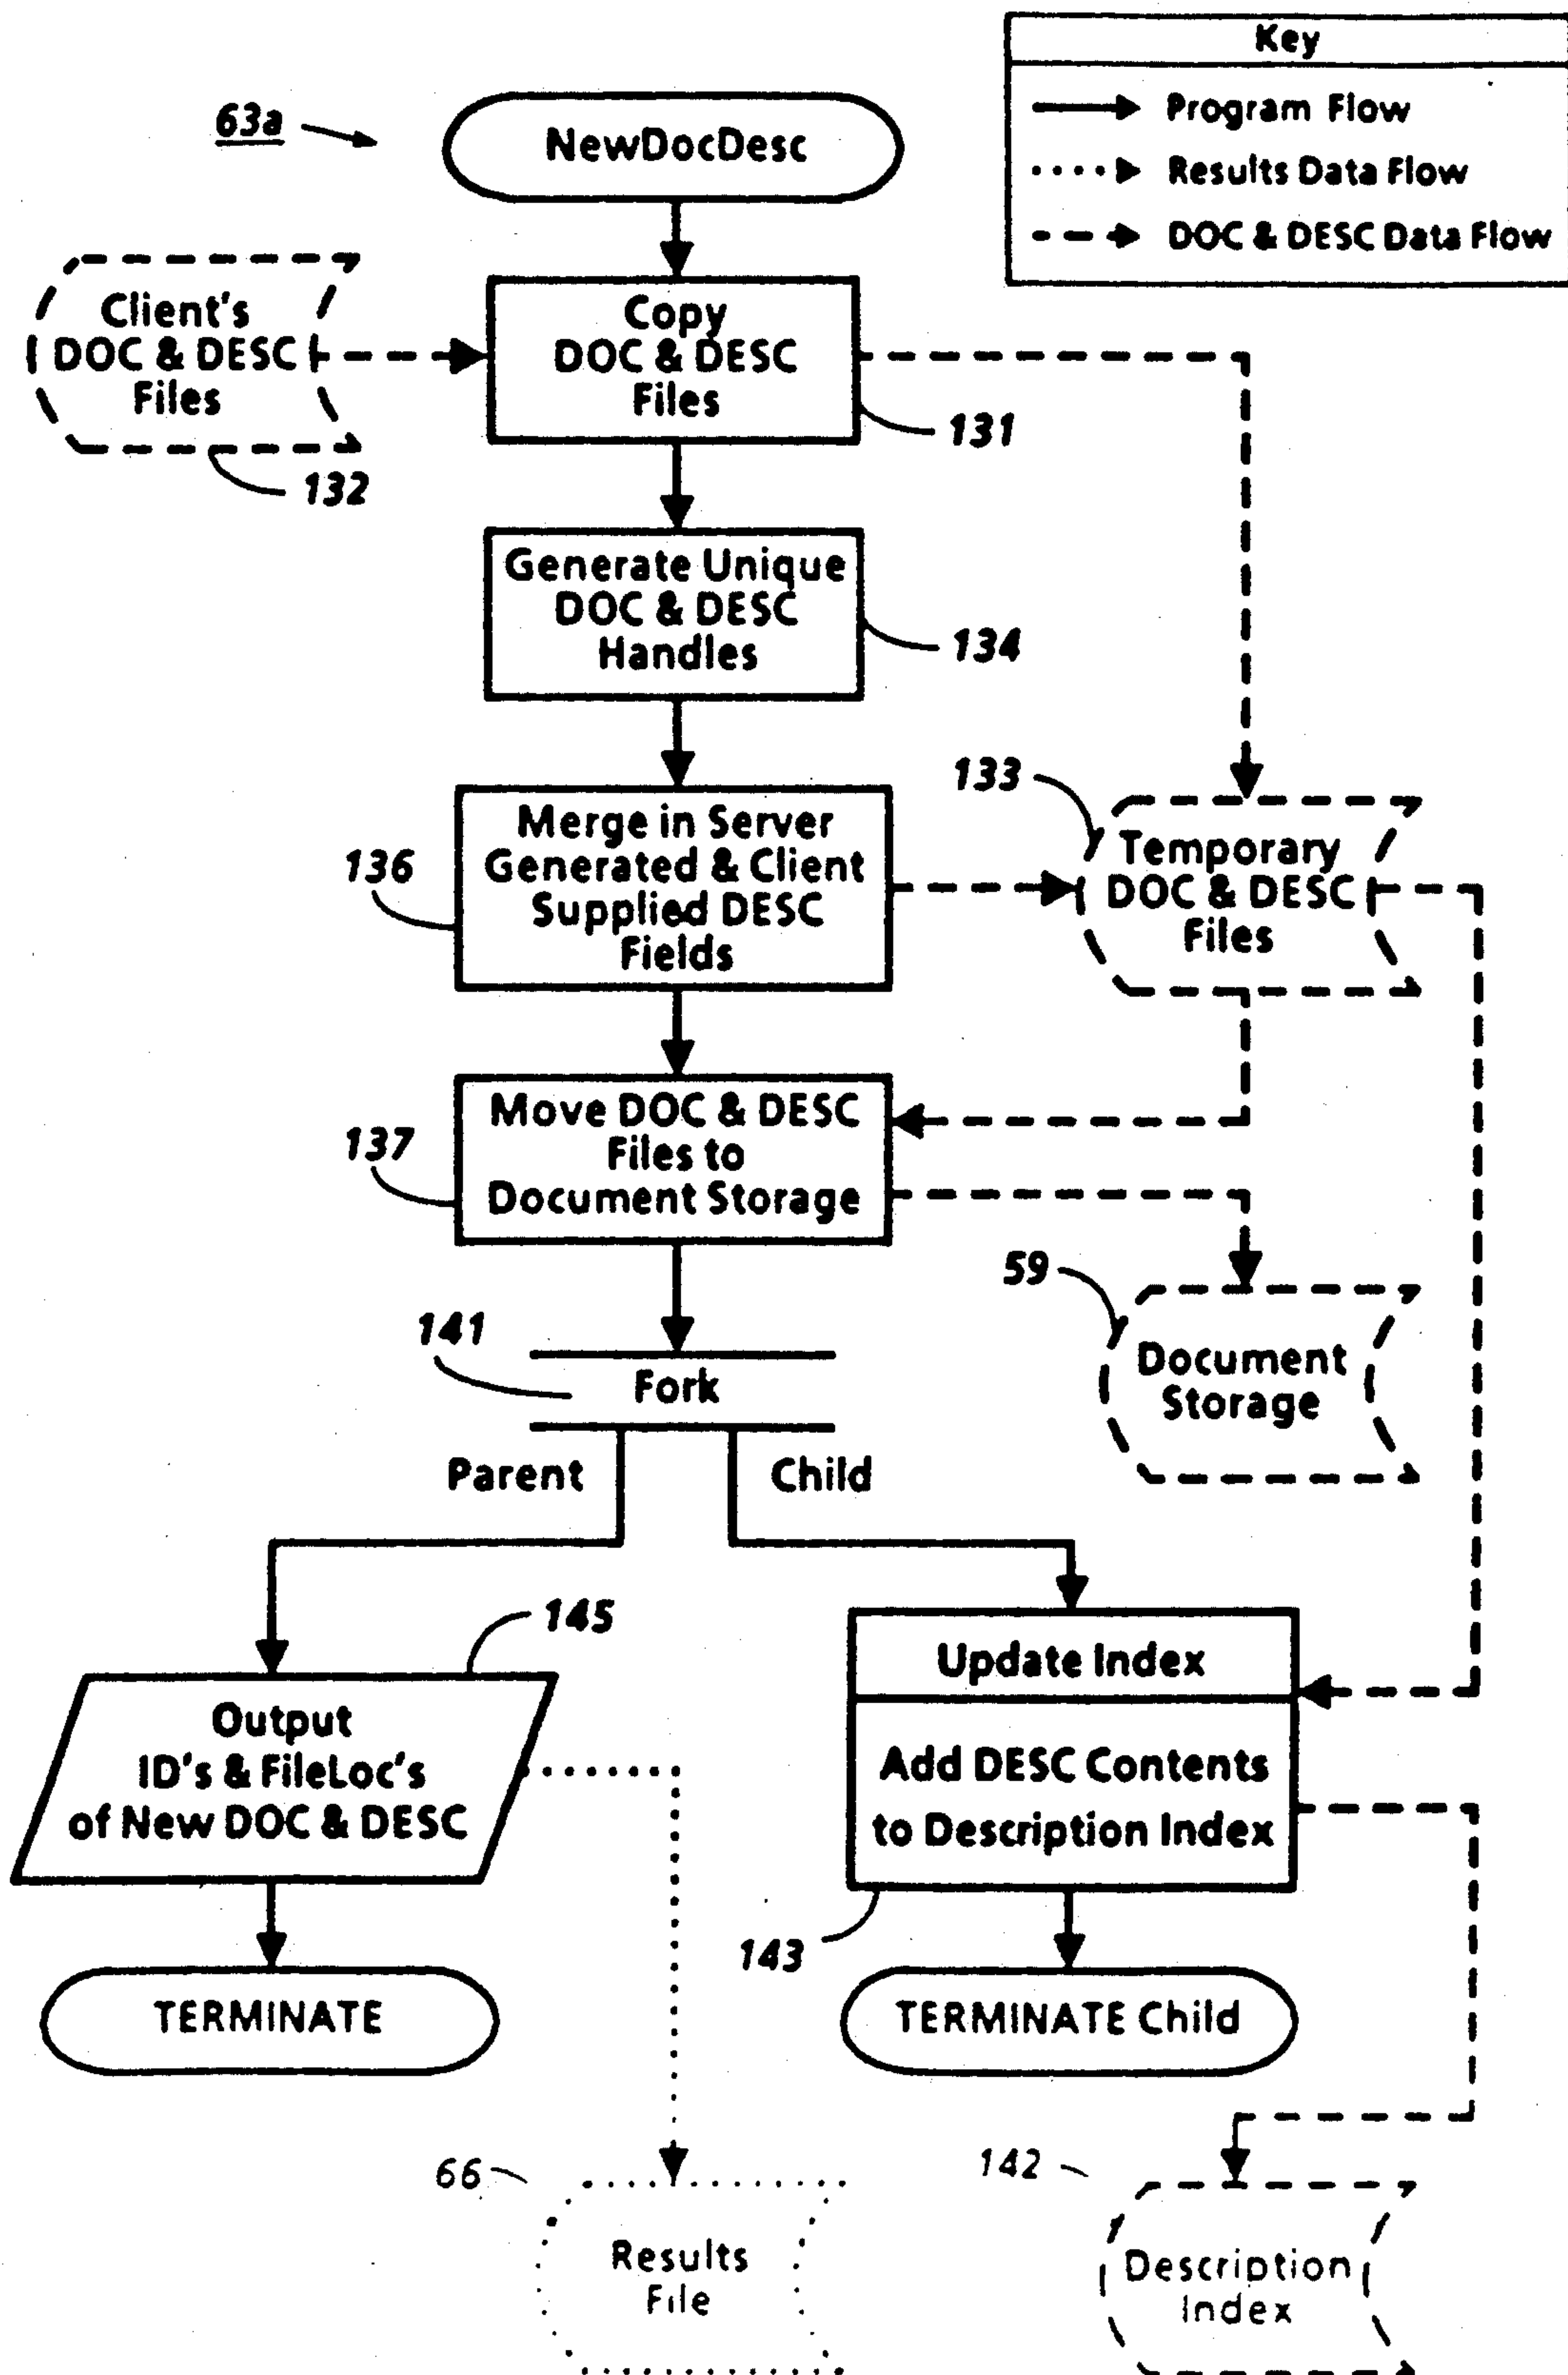 Key
Program Flow
Results Data Flow
DOC & DESC Data Flow
63a
NewDocDesc
Client's
DOC & DESC
Files
132
Copy
DOC & DESC
Files
131
Generate Unique
DOC & DESC
Handles
134
Merge in Server
Generated & Client
Supplied DESC
Fields
136
133
Temporary
DOC & DESC
Files
Move DOC & DESC
Files to
Document Storage
137
59
Document
Storage
141
Fork
Parent
Child
145
Output
ID's & FileLoc's
of New DOC & DESC
Update Index
Add DESC Contents
to Description Index
143
TERMINATE
TERMINATE Child
66
Results
File
142
Description
Index